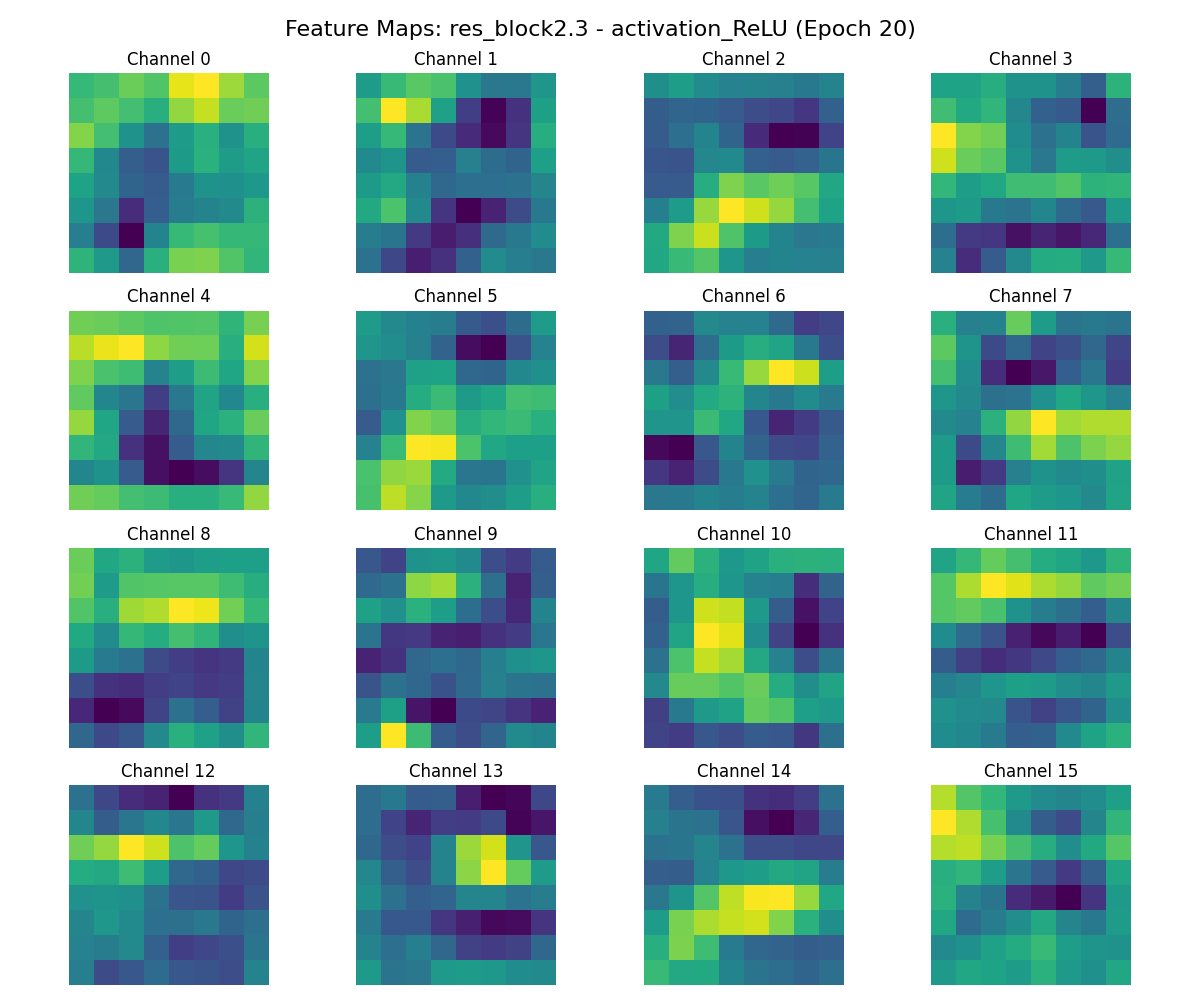 Feature Maps: res_block2.3 - activation_ReLU (Epoch 20)
Channel 0
Channel 1
Channel 2
Channel 3
Channel 4
Channel 5
Channel 6
Channel 7
Channel 8
Channel 9
Channel 10
Channel 11
Channel 12
Channel 13
Channel 14
Channel 15